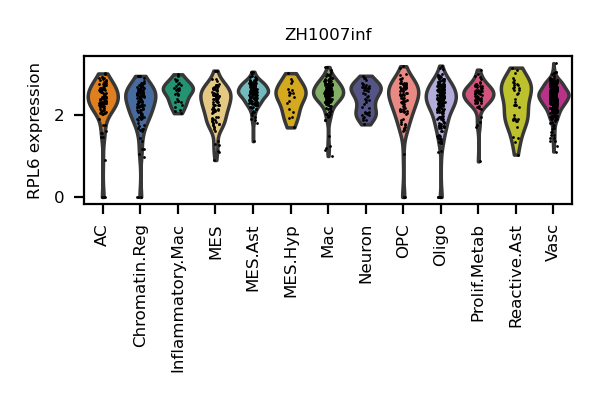 ZH1007inf
RPL6 expression
2
0
AC
Chromatin.Reg
Inflammatory.Mac
MES
MES.Ast
MES.Hyp
Mac
Neuron
OPC
Oligo
Prolif.Metab
Reactive.Ast
Vasc